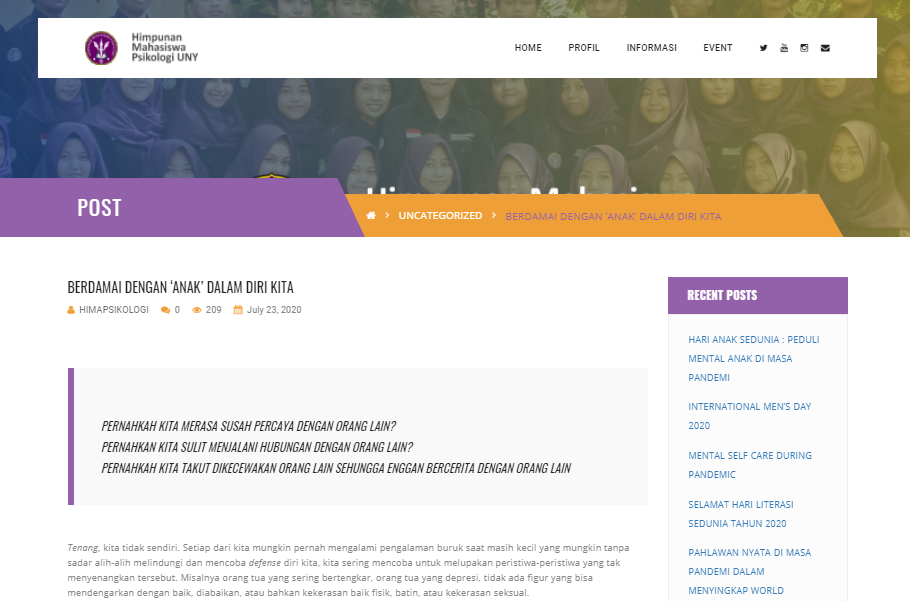 Himpunan
Mahasiswa
Psikologi UNY
HOME PROFIL INFORMASI EVENT
POST
UNCATEGORIZED > BERDAMAI DENGAN ‘ANAK’ DALAM DIRI KITA
BERDAMAI DENGAN ‘ANAK’ DALAM DIRI KITA
HIMAPSIKOLOGI 0 209 July 23, 2020
PERNAHKAH KITA MERASA SUSAH PERCAYA DENGAN ORANG LAIN?
PERNAHKAN KITA SULIT MENJALANI HUBUNGAN DENGAN ORANG LAIN?
PERNAHKAH KITA TAKUT DIKECEWAKAN ORANG LAIN SEHUNGGA ENGGAN BERCERITA DENGAN ORANG LAIN
Tenang, kita tidak sendiri. Setiap dari kita mungkin pernah mengalami pengalaman buruk saat masih kecil yang mungkin tanpa
sadar alih-alih melindungi dan mencoba defense diri kita, kita sering mencoba untuk melupakan peristiwa-peristiwa yang tak
menyenangkan tersebut. Misalnya orang tua yang sering bertengkar, orang tua yang depresi, tidak ada figur yang bisa
mendengarkan dengan baik, diabaikan, atau bahkan kekerasan baik fisik, batin, atau kekerasan seksual.
RECENT POSTS
HARI ANAK SEDUNIA : PEDULI
MENTAL ANAK DI MASA
PANDEMI
INTERNATIONAL MEN’S DAY
2020
MENTAL SELF CARE DURING
PANDEMIC
SELAMAT HARI LITERASI
SEDUNIA TAHUN 2020
PAHLAWAN NYATA DI MASA
PANDEMI DALAM
MENYINGKAP WORLD